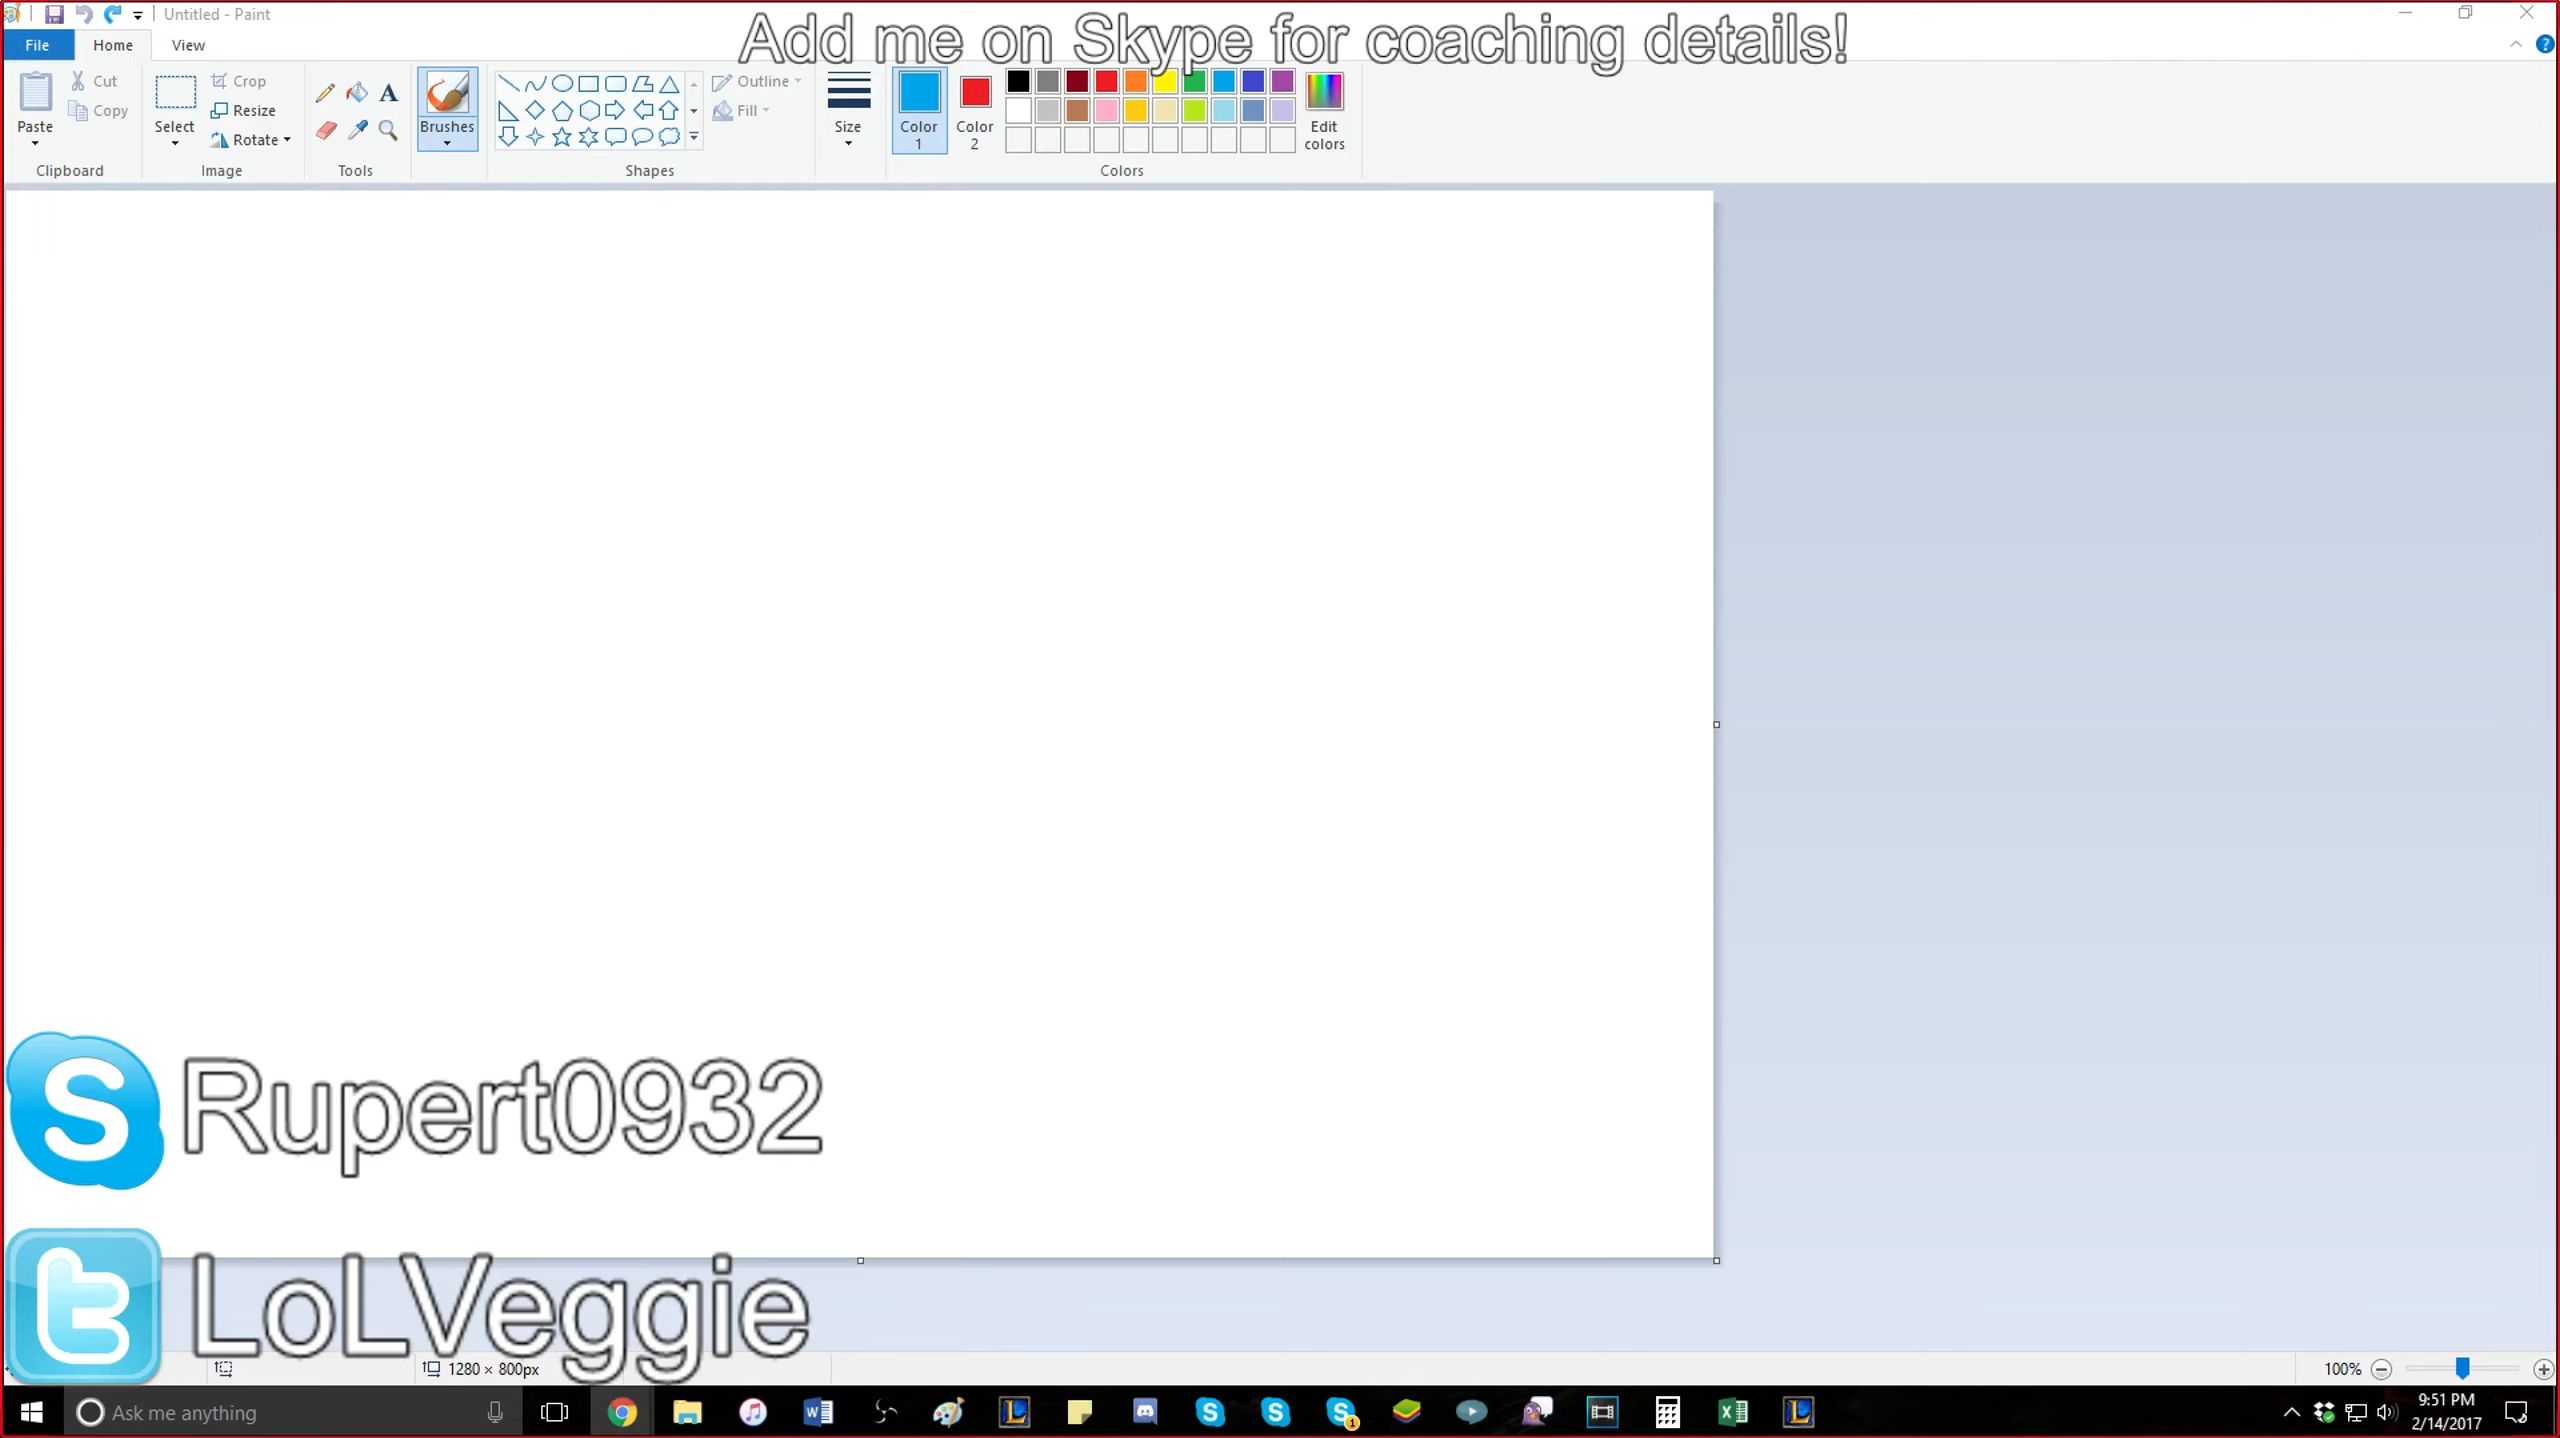 Untitled - Paint
Add me on Skype for coaching details!
File
Home
View
Paste
Cut
Copy
Clipboard
Select
Crop
Resize
Rotate
Image
Tools
Brushes
Shapes
Outline
Fill
Size
Color 1
Color 2
Edit colors
Colors
Rupert0932
LoLVeggie
1280 × 800px
100%
Ask me anything
9:51 PM
2/14/2017